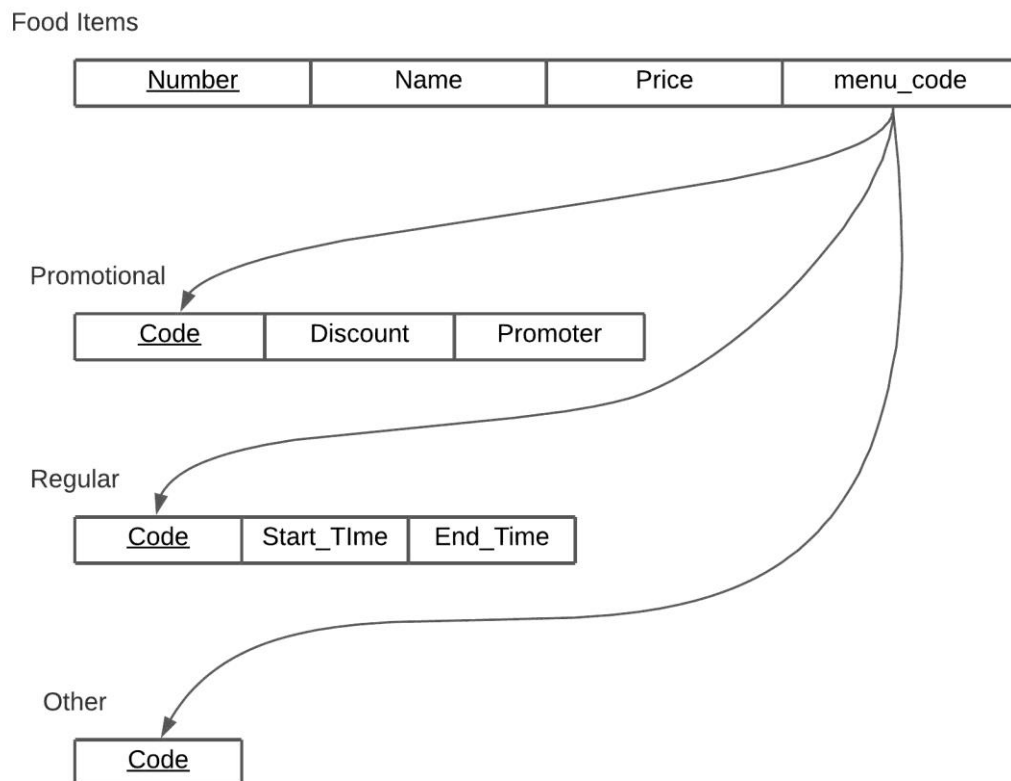 Food Items
Number Name Price menu_code
Promotional
Code Discount Promoter
Regular
Code Start_TIme End_Time
Other
Code